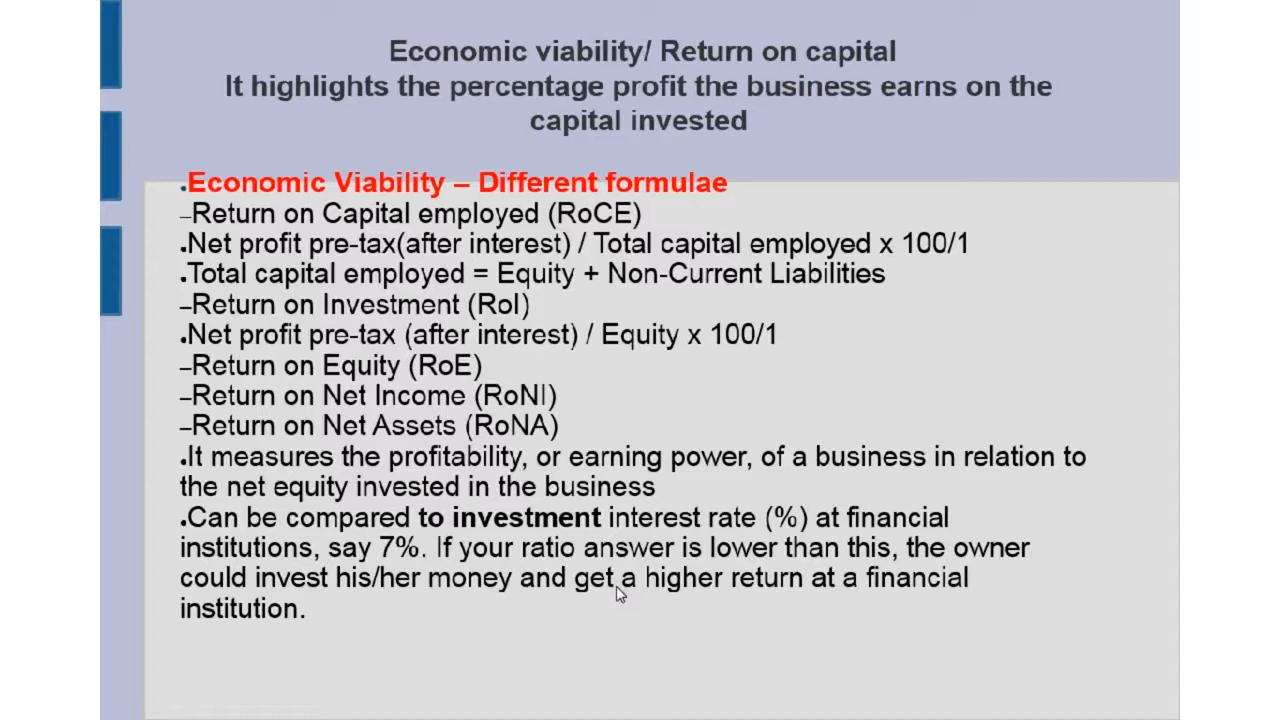 Economic viability/ Return on capital
It highlights the percentage profit the business earns on the
capital invested
●Economic Viability – Different formulae
–Return on Capital employed (RoCE)
●Net profit pre-tax(after interest) / Total capital employed x 100/1
●Total capital employed = Equity + Non-Current Liabilities
–Return on Investment (RoI)
●Net profit pre-tax (after interest) / Equity x 100/1
–Return on Equity (RoE)
–Return on Net Income (RoNI)
–Return on Net Assets (RoNA)
●It measures the profitability, or earning power, of a business in relation to
the net equity invested in the business
●Can be compared to investment interest rate (%) at financial
institutions, say 7%. If your ratio answer is lower than this, the owner
could invest his/her money and get a higher return at a financial
institution.